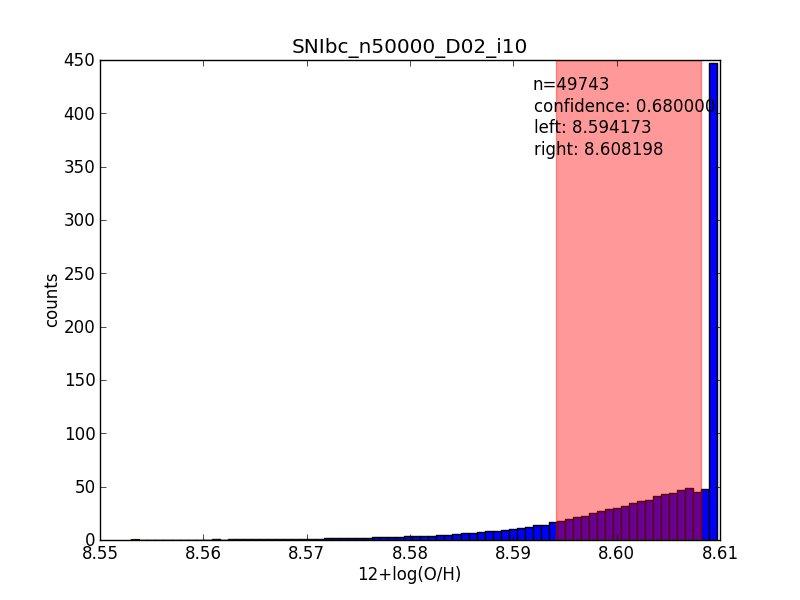 SNIbc_n50000_D02_i10
n=49743
confidence: 0.680000
left: 8.594173
right: 8.608198
450
400
350
300
250
200
150
100
50
0
counts
8.55 8.56 8.57 8.58 8.59 8.60 8.61
12+log(O/H)